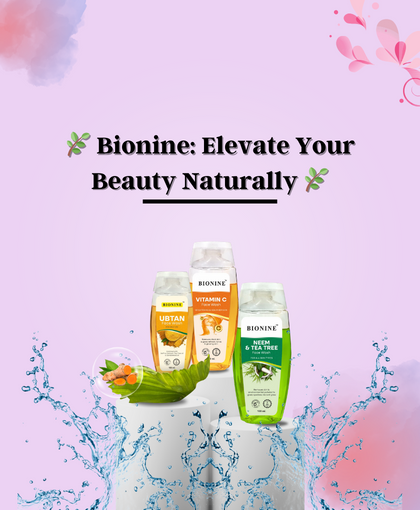 🌿 Bionine: Elevate Your
Beauty Naturally 🌿
BIONINE
UBTAN
Face Wash
BIONINE
VITAMIN C
Face Wash
BIONINE
NEEM
& TEA TREE
Face Wash